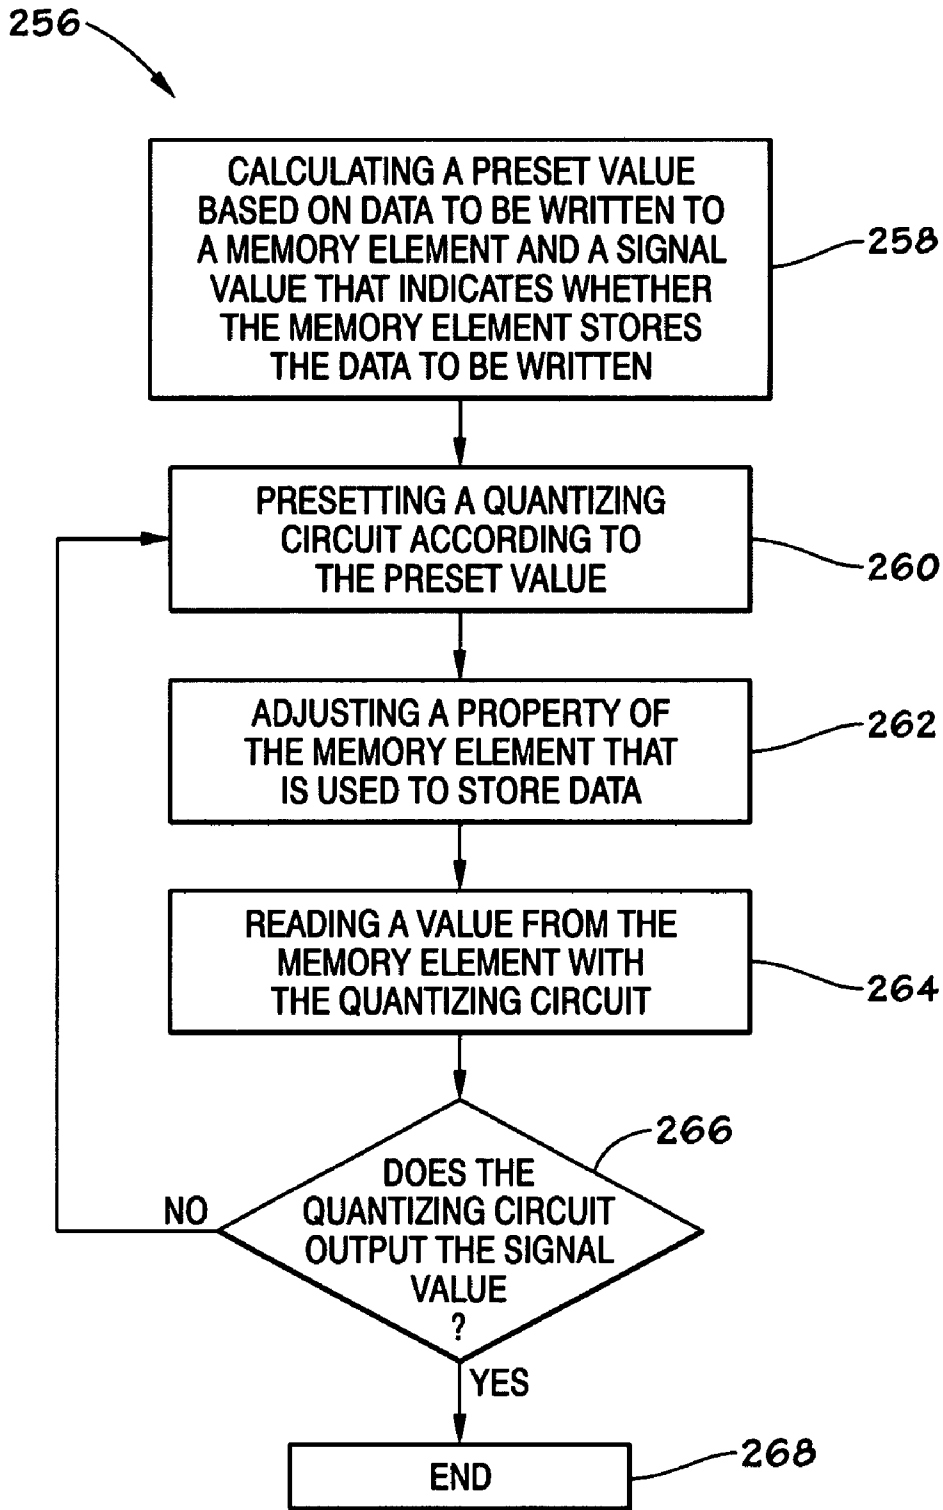 256
CALCULATING A PRESET VALUE
BASED ON DATA TO BE WRITTEN TO
A MEMORY ELEMENT AND A SIGNAL
VALUE THAT INDICATES WHETHER
THE MEMORY ELEMENT STORES
THE DATA TO BE WRITTEN
258
PRESETTING A QUANTIZING
CIRCUIT ACCORDING TO
THE PRESET VALUE
260
ADJUSTING A PROPERTY OF
THE MEMORY ELEMENT THAT
IS USED TO STORE DATA
262
READING A VALUE FROM THE
MEMORY ELEMENT WITH
THE QUANTIZING CIRCUIT
264
DOES THE
QUANTIZING CIRCUIT
OUTPUT THE SIGNAL
VALUE
?
266
NO
YES
END
268